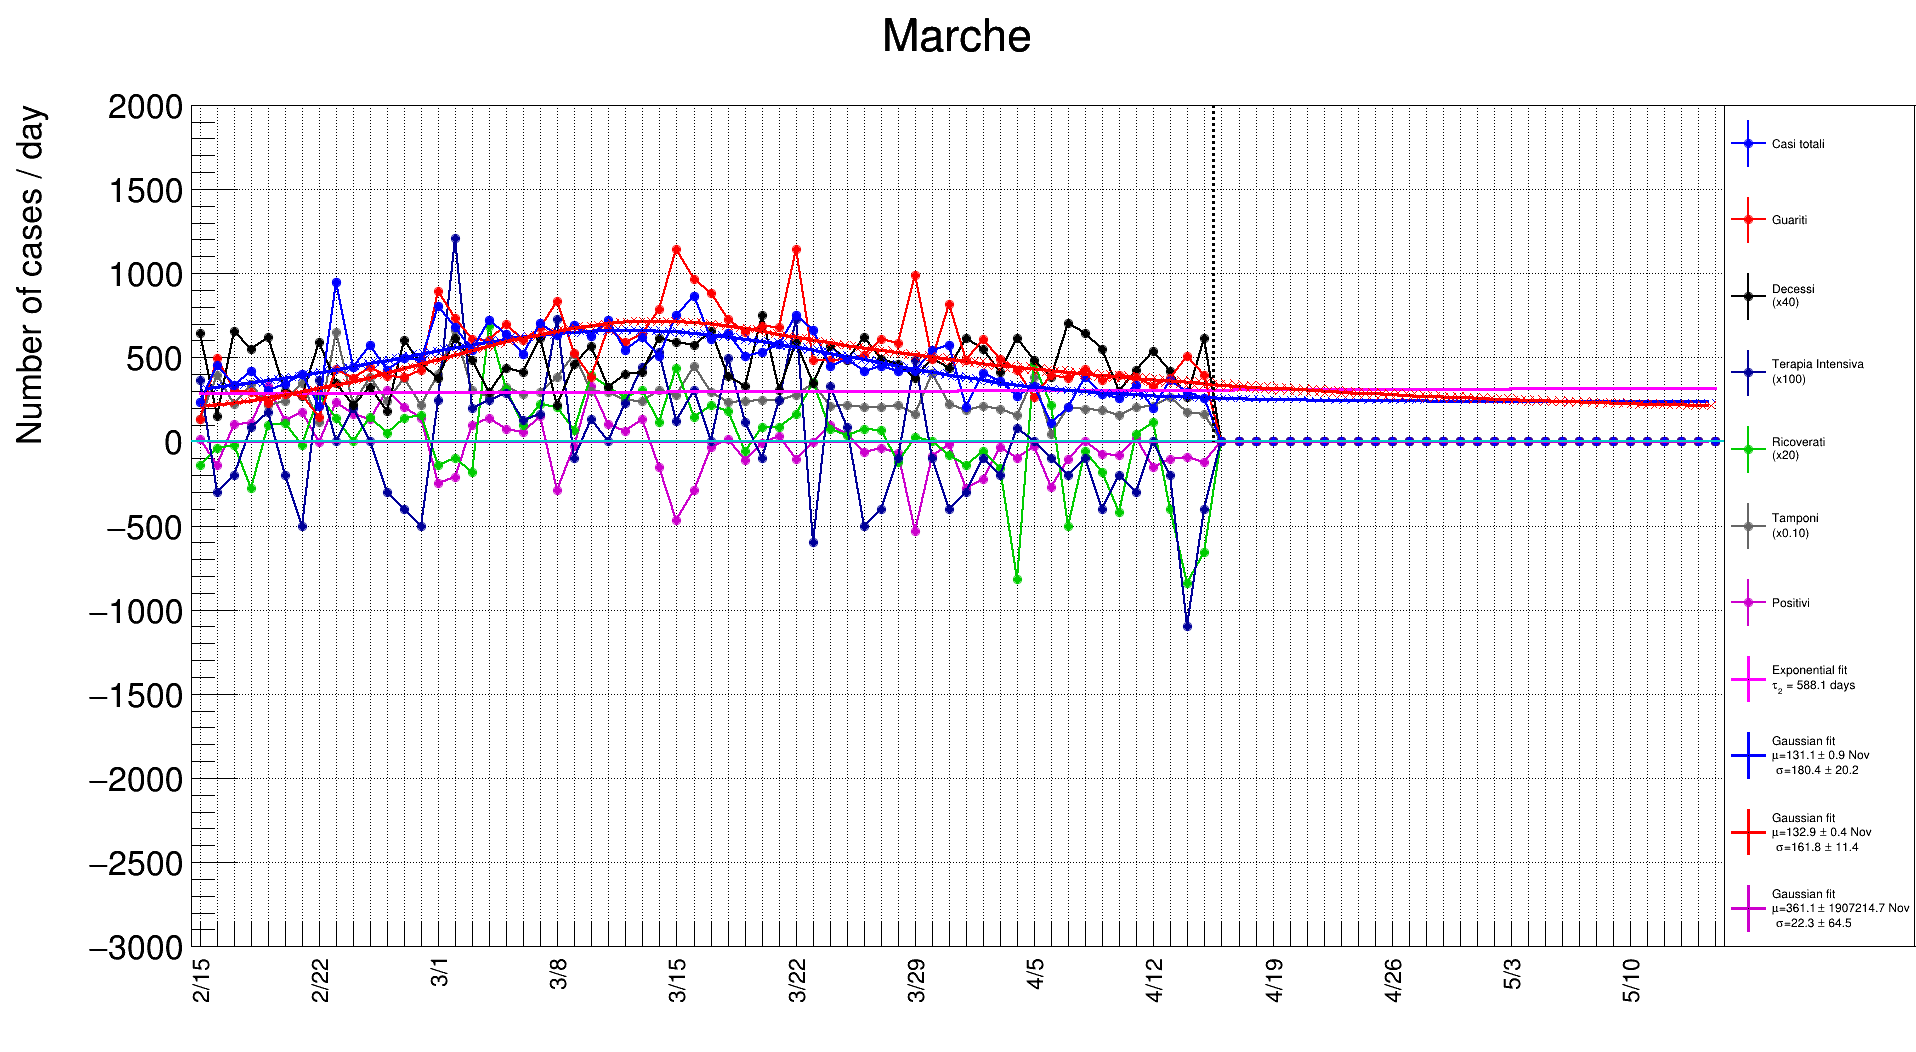 Marche
Number of cases / day
2000
1500
1000
500
0
−500
−1000
−1500
−2000
−2500
−3000
2/15
2/22
3/1
3/8
3/15
3/22
3/29
4/5
4/12
4/19
4/26
5/3
5/10
Casi totali
Guariti
Decessi
(x40)
Terapia Intensiva
(x100)
Ricoverati
(x20)
Tamponi
(x0.10)
Positivi
Exponential fit
τ2 = 588.1 days
Gaussian fit
μ=131.1 ± 0.9 Nov
σ=180.4 ± 20.2
Gaussian fit
μ=132.9 ± 0.4 Nov
σ=161.8 ± 11.4
Gaussian fit
μ=361.1 ± 1907214.7 Nov
σ=22.3 ± 64.5